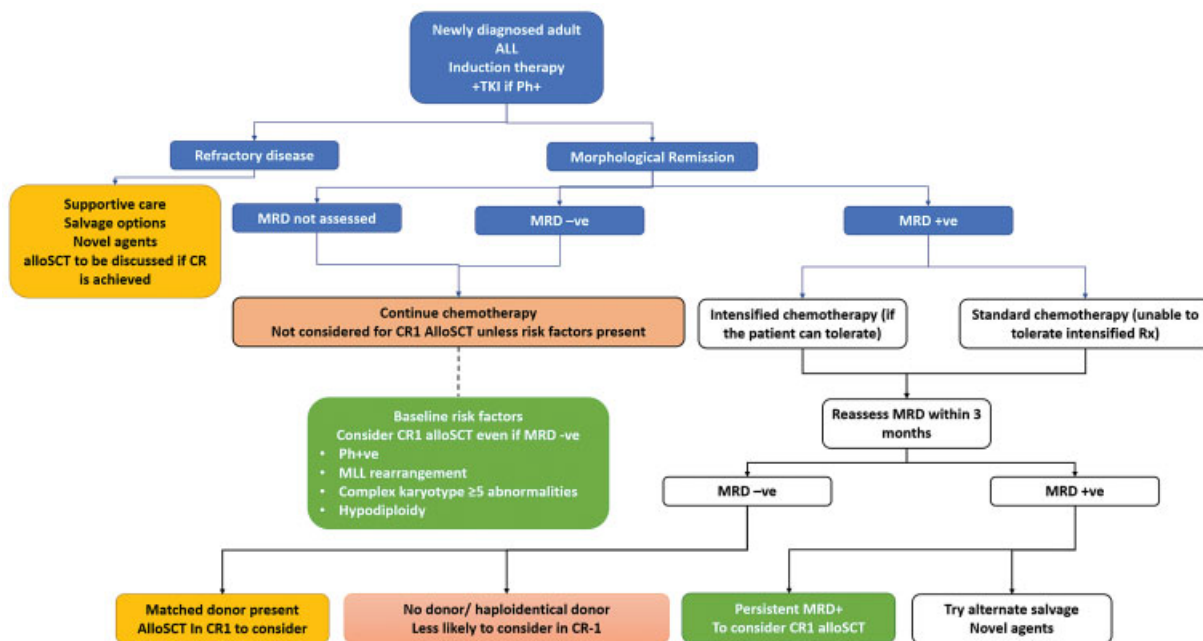 Newly diagnosed adult
ALL
Induction therapy
+TKI if Ph+
Refractory disease
Morphological Remission
Supportive care
Salvage options
Novel agents
alloSCT to be discussed if CR
is achieved
MRD not assessed
MRD –ve
MRD +ve
Continue chemotherapy
Not considered for CR1 AlloSCT unless risk factors present
Intensified chemotherapy (if
the patient can tolerate)
Standard chemotherapy (unable to
tolerate intensified Rx)
Baseline risk factors
Consider CR1 alloSCT even if MRD -ve
• Ph+ve
• MLL rearrangement
• Complex karyotype ≥5 abnormalities
• Hypodiploidy
Reassess MRD within 3
months
MRD –ve
MRD +ve
Matched donor present
AlloSCT In CR1 to consider
No donor/ haploidentical donor
Less likely to consider in CR-1
Persistent MRD+
To consider CR1 alloSCT
Try alternate salvage
Novel agents